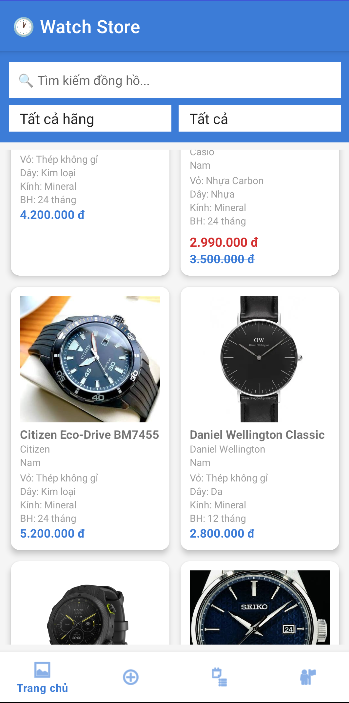 Watch Store
Tìm kiếm đồng hồ...
Tất cả hãng
Tất cả
Vỏ: Thép không gỉ
Dây: Kim loại
Kính: Mineral
BH: 24 tháng
4.200.000 đ
Casio
Nam
Vỏ: Nhựa Carbon
Dây: Nhựa
Kính: Mineral
BH: 24 tháng
2.990.000 đ
3.500.000 đ
Citizen Eco-Drive BM7455
Citizen
Nam
Vỏ: Thép không gỉ
Dây: Kim loại
Kính: Mineral
BH: 24 tháng
5.200.000 đ
DW
Daniel Wellington Classic
Daniel Wellington
Nam
Vỏ: Thép không gỉ
Dây: Da
Kính: Mineral
BH: 12 tháng
2.800.000 đ
SEIKO
24
Trang chủ